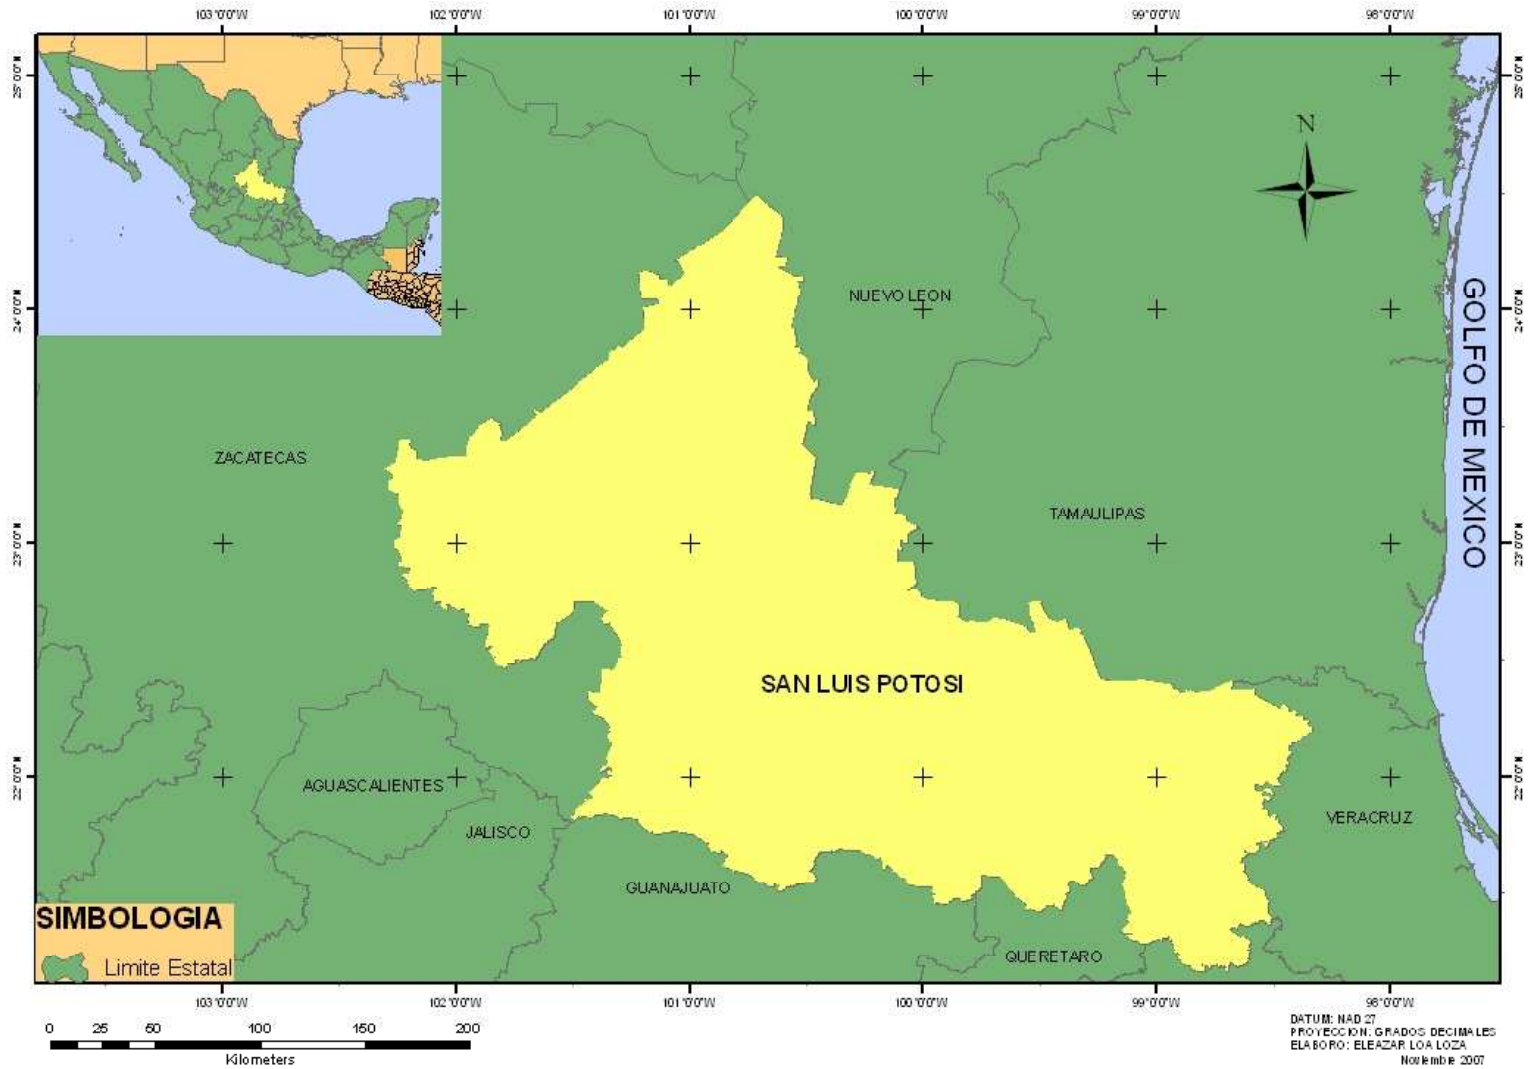 103°0'0"W 102°0'0"W 101°0'0"W 100°0'0"W 99°0'0"W 98°0'0"W
25°0'0"N 25°0'0"N
N
24°0'0"N 24°0'0"N
NUEVO LEON
GOLFO DE MEXICO
ZACATECAS
TAMAULIPAS
23°0'0"N 23°0'0"N
SAN LUIS POTOSI
22°0'0"N 22°0'0"N
AGUASCALIENTES
JALISCO
VERACRUZ
GUANAJUATO
QUERETARO
SIMBOLOGIA
Limite Estatal
103°0'0"W 102°0'0"W 101°0'0"W 100°0'0"W 99°0'0"W 98°0'0"W
0 25 50 100 150 200
Kilometers
DATUM: NAD 27
PROYECCION: GRADOS DECIMALES
ELABORO: ELEAZAR LOA LOZA
Noviembre 2007